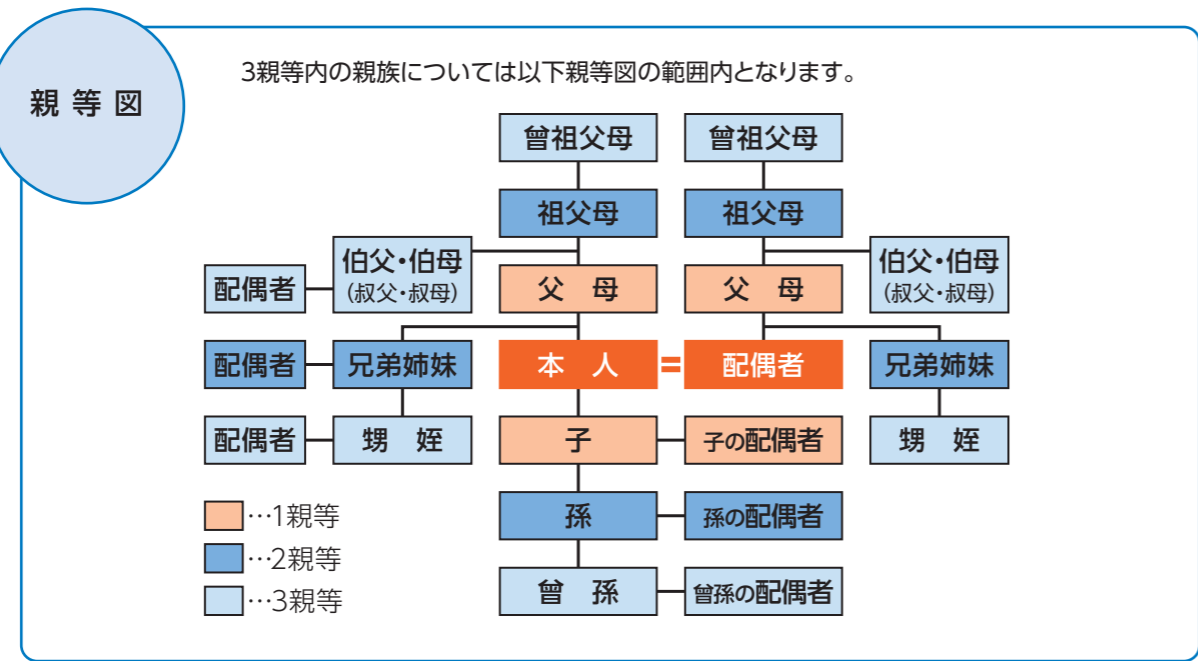 親等図
3親等内の親族については以下親等図の範囲内となります。
曾祖父母 曾祖父母
祖父母 祖父母
配偶者 伯父・伯母 父 母 父 母 伯父・伯母
(叔父・叔母) (叔父・叔母)
配偶者 兄弟姉妹 本 人 = 配偶者 兄弟姉妹
配偶者 甥 姪 子 子の配偶者 甥 姪
孫 孫の配偶者
曾 孫 曾孫の配偶者
…1親等
…2親等
…3親等